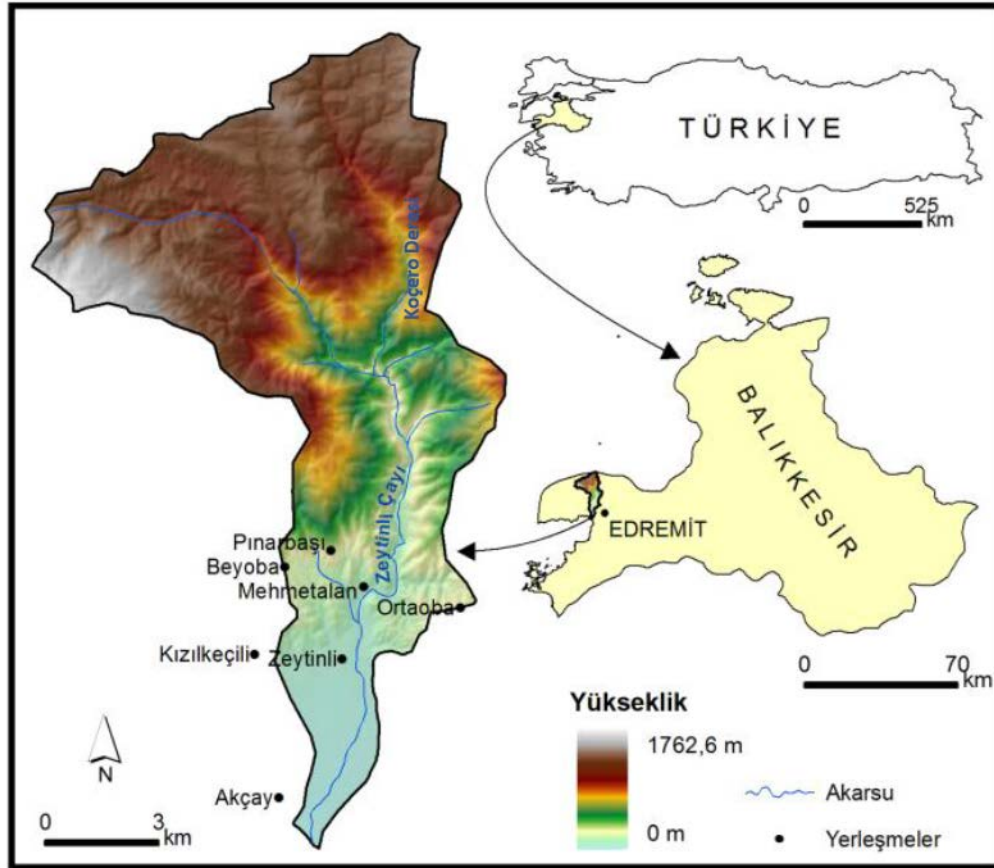 TÜRKİYE
0 525
km
Koçero Deresi
BALIKKESİR
EDREMİT
Zeytinli Çayı
Pınarbaşı
Beyoba
Mehmetalan
Ortaoba
Kızılkeçili
Zeytinli
0 70
km
Yükseklik
1762,6 m
0 m
N
Akçay
0 3
km
Akarsu
Yerleşmeler